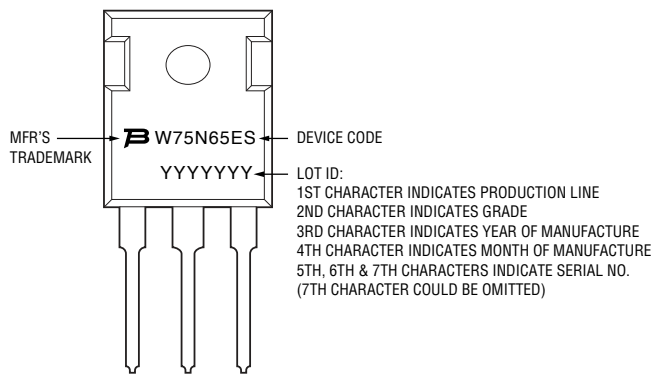 MFR'S
TRADEMARK
W75N65ES
DEVICE CODE
YYYYYYY
LOT ID:
1ST CHARACTER INDICATES PRODUCTION LINE
2ND CHARACTER INDICATES GRADE
3RD CHARACTER INDICATES YEAR OF MANUFACTURE
4TH CHARACTER INDICATES MONTH OF MANUFACTURE
5TH, 6TH & 7TH CHARACTERS INDICATE SERIAL NO.
(7TH CHARACTER COULD BE OMITTED)